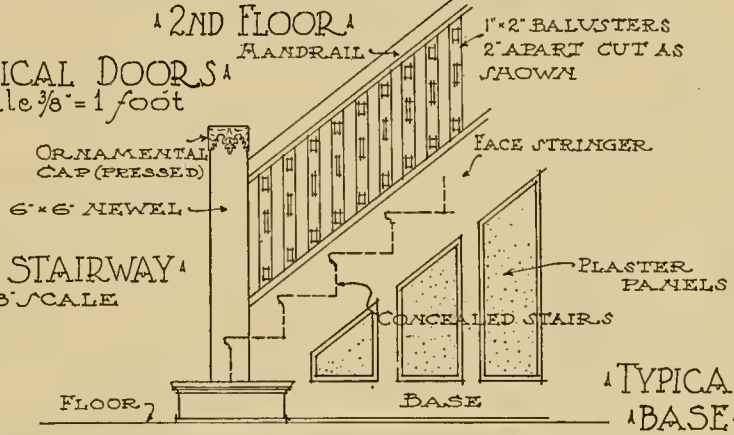 2ND FLOOR
HANDRAIL
1"×2" BALUSTERS
2" APART CUT AS
SHOWN
ICAL DOORS
le 3/8" = 1 foot
ORNAMENTAL
CAP (PRESSED)
FACE STRINGER
6"×6" NEWEL
STAIRWAY
3" SCALE
PLASTER
PANELS
CONCEALED STAIRS
TYPICA
BASE
FLOOR
BASE